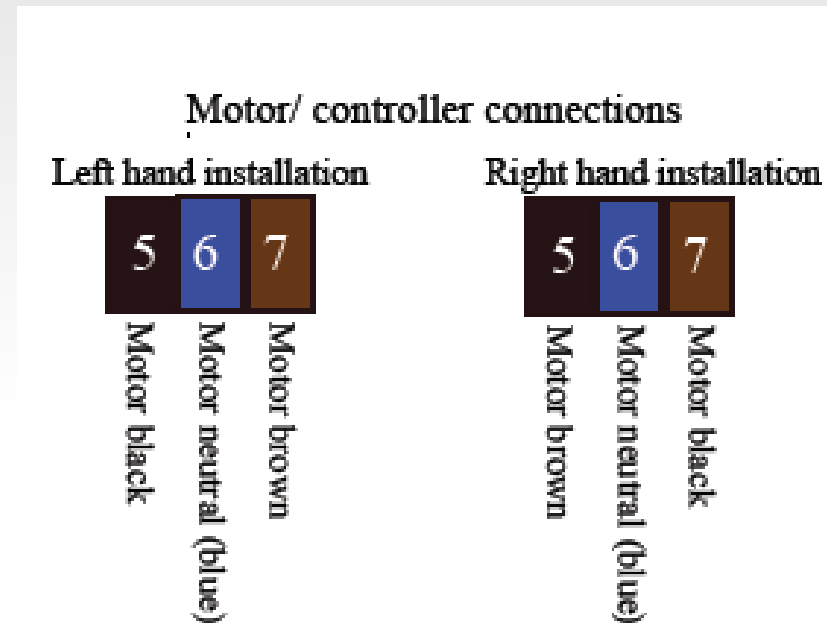 Motor/ controller connections
Left hand installation
5 6 7
Motor black
Motor neutral (blue)
Motor brown
Right hand installation
5 6 7
Motor brown
Motor neutral (blue)
Motor black